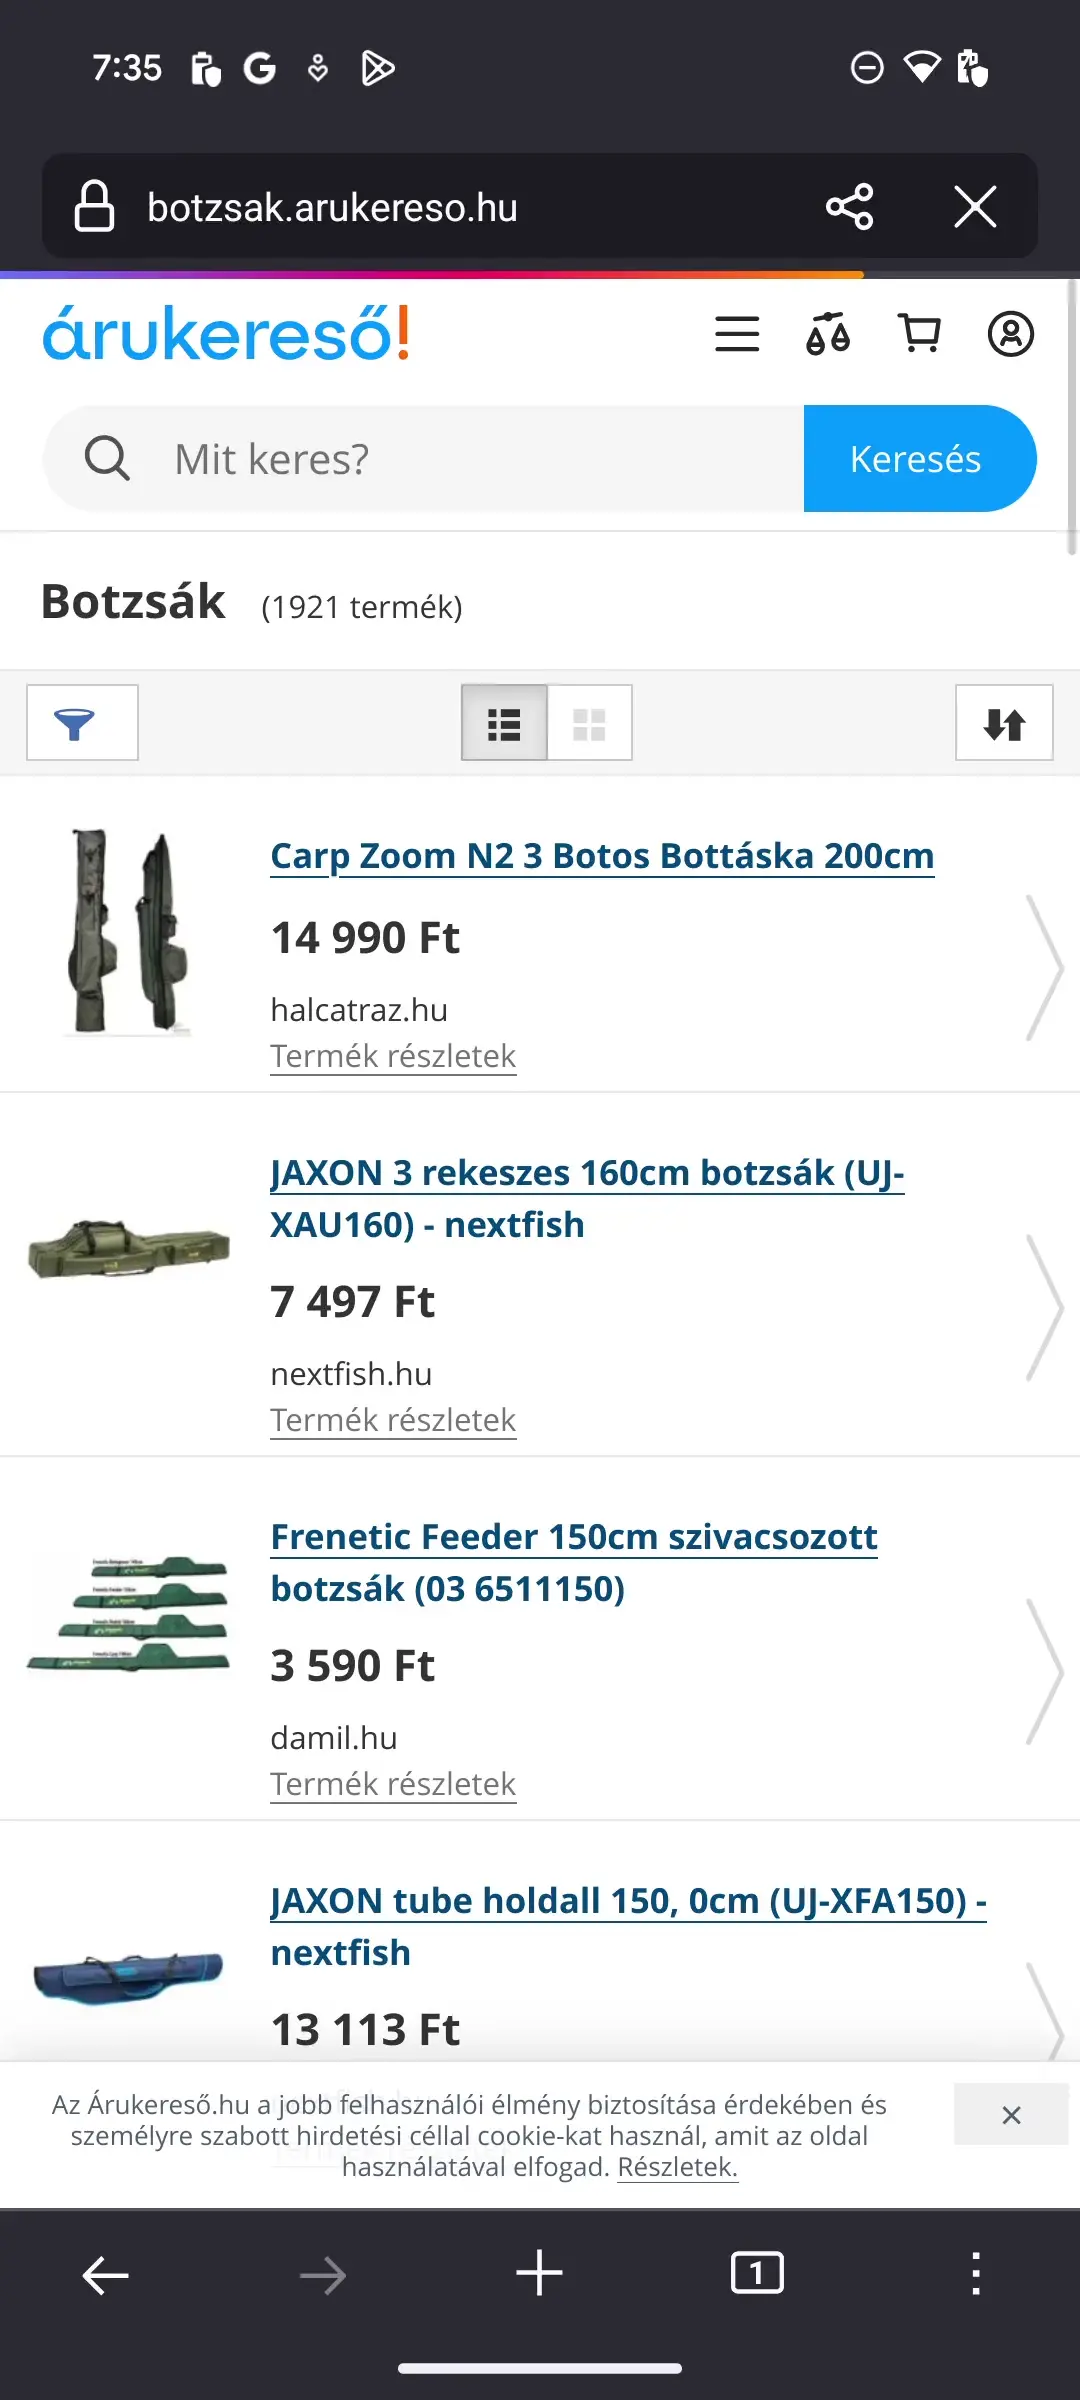 7:35
botzsak.arukereso.hu
árukereső!
Mit keres?
Keresés
Botzsák (1921 termék)
Carp Zoom N2 3 Botos Bottáska 200cm
14 990 Ft
halcatraz.hu
Termék részletek
JAXON 3 rekeszes 160cm botzsák (UJ-
XAU160) - nextfish
7 497 Ft
nextfish.hu
Termék részletek
Frenetic Feeder 150cm szivacsozott
botzsák (03 6511150)
3 590 Ft
damil.hu
Termék részletek
JAXON tube holdall 150, 0cm (UJ-XFA150) -
nextfish
13 113 Ft
Az Árukereső.hu a jobb felhasználói élmény biztosítása érdekében és
személyre szabott hirdetési céllal cookie-kat használ, amit az oldal
használatával elfogad. Részletek.
1